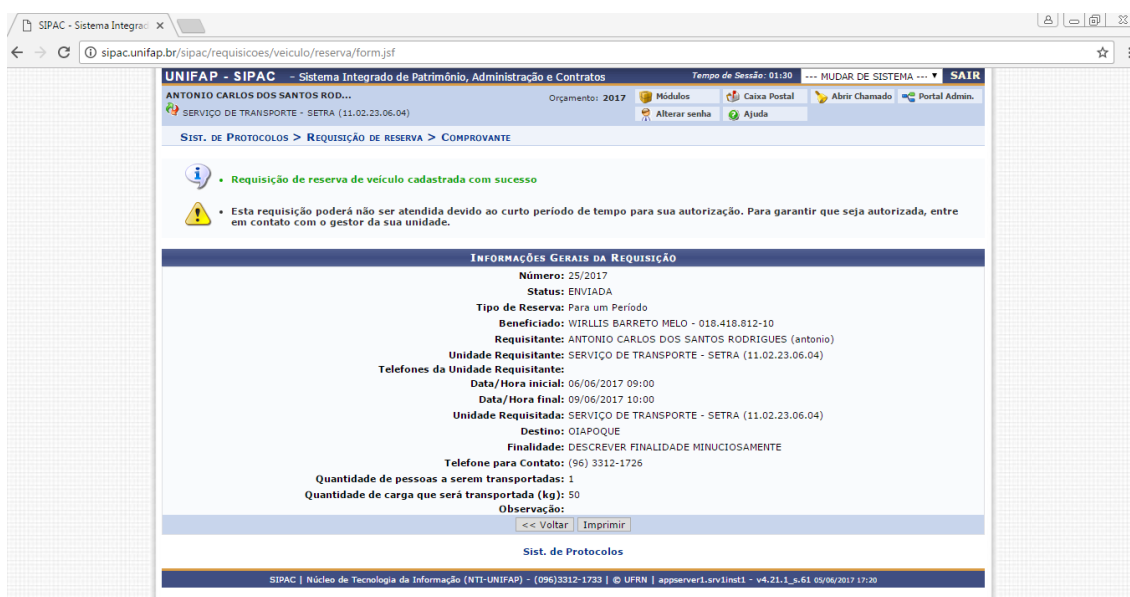 SIPAC - Sistema Integrad
sipac.unifap.br/sipac/requisicoes/veiculo/reserva/form.jsf
UNIFAP - SIPAC - Sistema Integrado de Patrimônio, Administração e Contratos Tempo de Sessão: 01:30 --- MUDAR DE SISTEMA --- SAIR
ANTONIO CARLOS DOS SANTOS ROD... Orçamento: 2017 Módulos Caixa Postal Abrir Chamado Portal Admin.
SERVIÇO DE TRANSPORTE - SETRA (11.02.23.06.04) Alterar senha Ajuda
SIST. DE PROTOCOLOS > REQUISIÇÃO DE RESERVA > COMPROVANTE
• Requisição de reserva de veículo cadastrada com sucesso
• Esta requisição poderá não ser atendida devido ao curto período de tempo para sua autorização. Para garantir que seja autorizada, entre
em contato com o gestor da sua unidade.
INFORMAÇÕES GERAIS DA REQUISIÇÃO
Número: 25/2017
Status: ENVIADA
Tipo de Reserva: Para um Período
Beneficiado: WIRLLIS BARRETO MELO - 018.418.812-10
Requisitante: ANTONIO CARLOS DOS SANTOS RODRIGUES (antonio)
Unidade Requisitante: SERVIÇO DE TRANSPORTE - SETRA (11.02.23.06.04)
Telefones da Unidade Requisitante:
Data/Hora inicial: 06/06/2017 09:00
Data/Hora final: 09/06/2017 10:00
Unidade Requisitada: SERVIÇO DE TRANSPORTE - SETRA (11.02.23.06.04)
Destino: OIAPOQUE
Finalidade: DESCREVER FINALIDADE MINUCIOSAMENTE
Telefone para Contato: (96) 3312-1726
Quantidade de pessoas a serem transportadas: 1
Quantidade de carga que será transportada (kg): 50
Observação:
<< Voltar Imprimir
Sist. de Protocolos
SIPAC | Núcleo de Tecnologia da Informação (NTI-UNIFAP) - (096)3312-1733 | © UFRN | appserver1.srv1inst1 - v4.21.1_s.61 05/06/2017 17:20